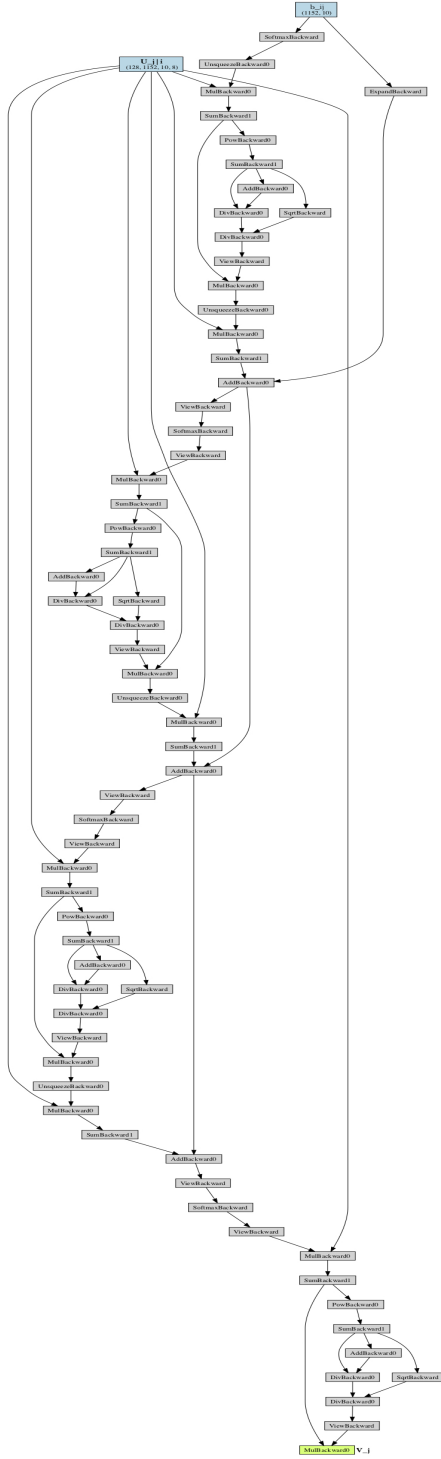 b_ij
(1152, 10)
SoftmaxBackward
U_j|i
(128, 1152, 10, 8)
UnsqueezeBackward0
MulBackward0
ExpandBackward
SumBackward1
PowBackward0
SumBackward1
AddBackward0
DivBackward0
SqrtBackward
DivBackward0
ViewBackward
MulBackward0
UnsqueezeBackward0
MulBackward0
SumBackward1
AddBackward0
ViewBackward
SoftmaxBackward
ViewBackward
MulBackward0
SumBackward1
PowBackward0
SumBackward1
AddBackward0
DivBackward0
SqrtBackward
DivBackward0
ViewBackward
MulBackward0
UnsqueezeBackward0
MulBackward0
SumBackward1
AddBackward0
ViewBackward
SoftmaxBackward
ViewBackward
MulBackward0
SumBackward1
PowBackward0
SumBackward1
AddBackward0
DivBackward0
SqrtBackward
DivBackward0
ViewBackward
MulBackward0
UnsqueezeBackward0
MulBackward0
SumBackward1
AddBackward0
ViewBackward
SoftmaxBackward
ViewBackward
MulBackward0
SumBackward1
PowBackward0
SumBackward1
AddBackward0
DivBackward0
SqrtBackward
DivBackward0
ViewBackward
MulBackward0 V_j